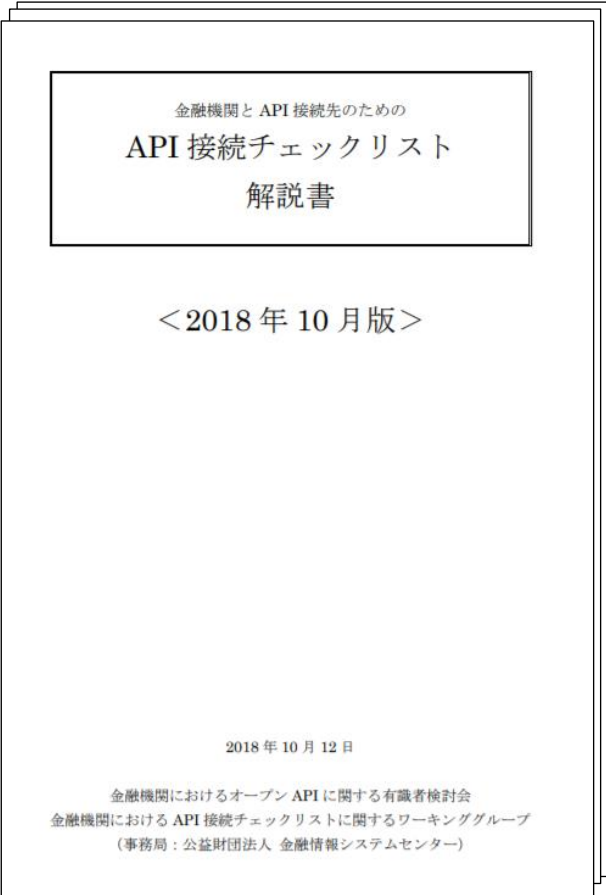 金融機関と API 接続先のための
API 接続チェックリスト
解説書
＜2018 年 10 月版＞
2018 年 10 月 12 日
金融機関におけるオープン API に関する有識者検討会
金融機関における API 接続チェックリストに関するワーキンググループ
（事務局：公益財団法人 金融情報システムセンター）